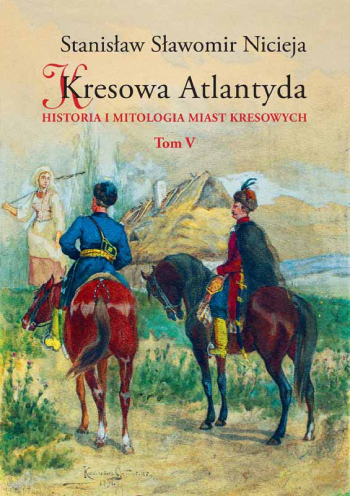 Stanisław Sławomir Nicieja
Kresowa Atlantyda
HISTORIA I MITOLOGIA MIAST KRESOWYCH
Tom V